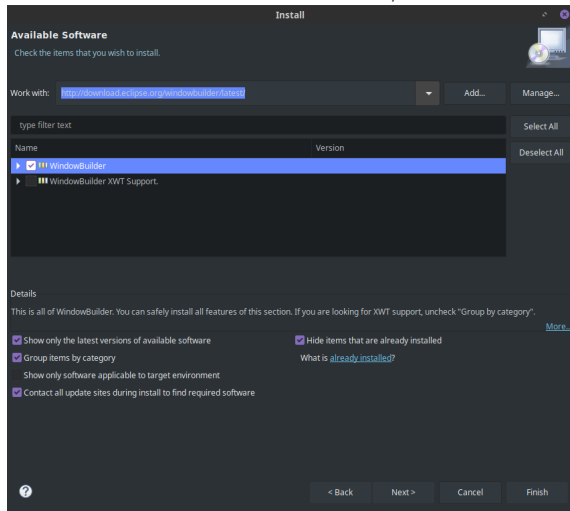 Install
Available Software
Check the items that you wish to install.
Work with: http://download.eclipse.org/windowbuilder/latest/ Add... Manage...
type filter text Select All
Name Version Deselect All
WindowBuilder
WindowBuilder XWT Support.
Details
This is all of WindowBuilder. You can safely install all features of this section. If you are looking for XWT support, uncheck "Group by category".
More..
Show only the latest versions of available software Hide items that are already installed
Group items by category What is already installed?
Show only software applicable to target environment
Contact all update sites during install to find required software
? < Back Next > Cancel Finish